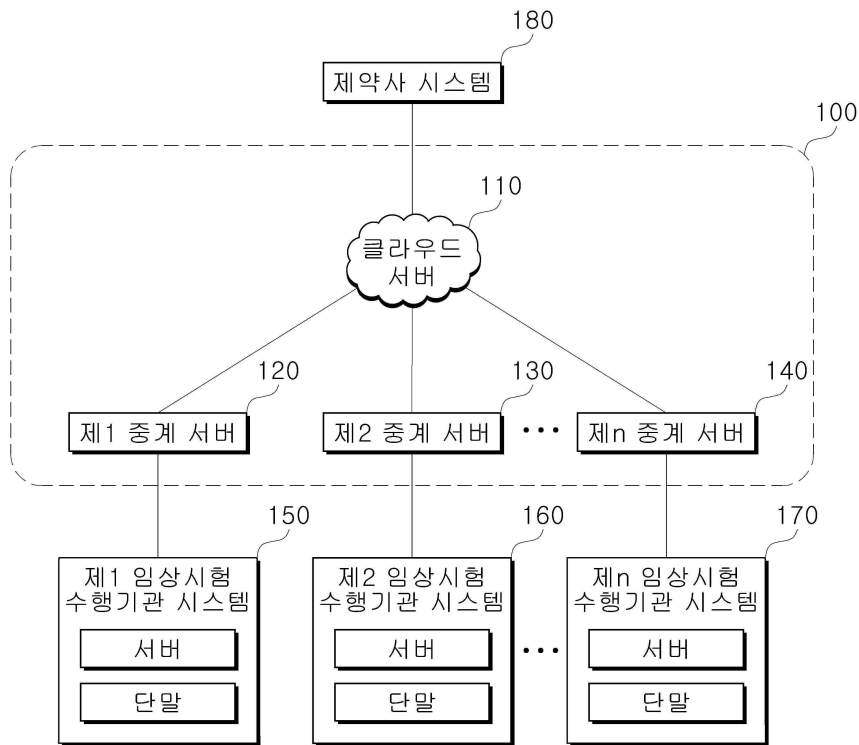 180
제약사 시스템
100
110
클라우드
서버
120
130
140
제1 중계 서버
제2 중계 서버
···
제n 중계 서버
150
160
170
제1 임상시험
수행기관 시스템
서버
단말
제2 임상시험
수행기관 시스템
서버
단말
···
제n 임상시험
수행기관 시스템
서버
단말